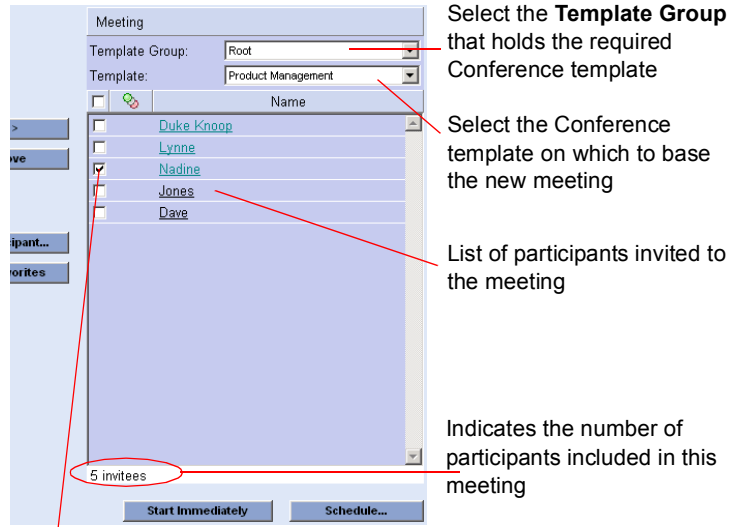 Meeting
Template Group: Root
Template: Product Management
Name
Duke Knoop
Lynne
Nadine
Jones
Dave
>
ove
ipant...
orites
5 invitees
Start Immediately
Schedule...
Select the Template Group
that holds the required
Conference template
Select the Conference
template on which to base
the new meeting
List of participants invited to
the meeting
Indicates the number of
participants included in this
meeting